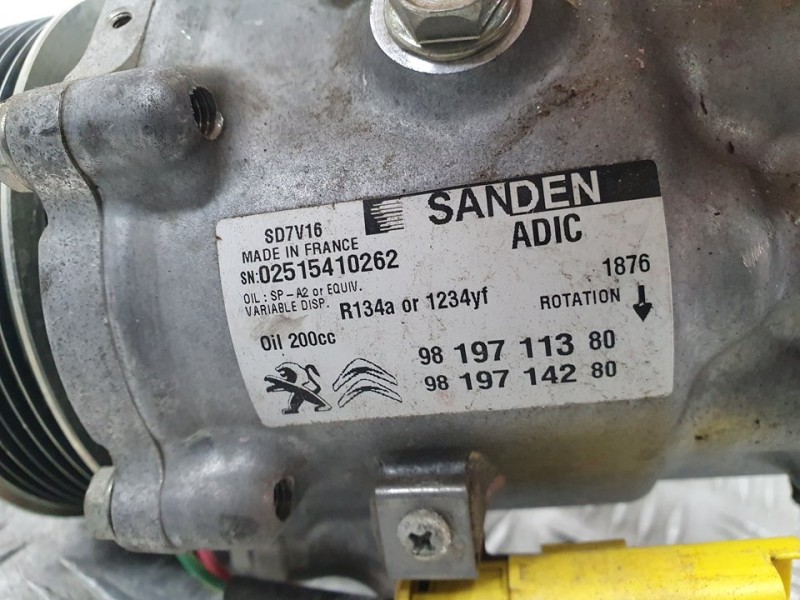 SANDEN
SD7V16
ADIC
MADE IN FRANCE
SN:02515410262
1876
OIL : SP-A2 or EQUIV.
VARIABLE DISP.
R134a or 1234yf
ROTATION
Oil 200cc
98 197 113 80
98 197 142 80